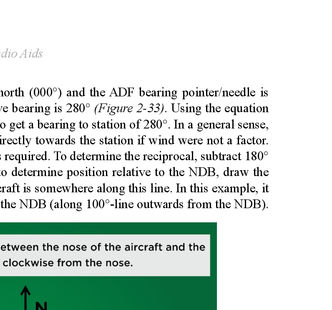 dio Aids
north (000°) and the ADF bearing pointer/needle is
ve bearing is 280° (Figure 2-33). Using the equation
o get a bearing to station of 280°. In a general sense,
irectly towards the station if wind were not a factor.
s required. To determine the reciprocal, subtract 180°
to determine position relative to the NDB, draw the
craft is somewhere along this line. In this example, it
the NDB (along 100°-line outwards from the NDB).
etween the nose of the aircraft and the
clockwise from the nose.
N